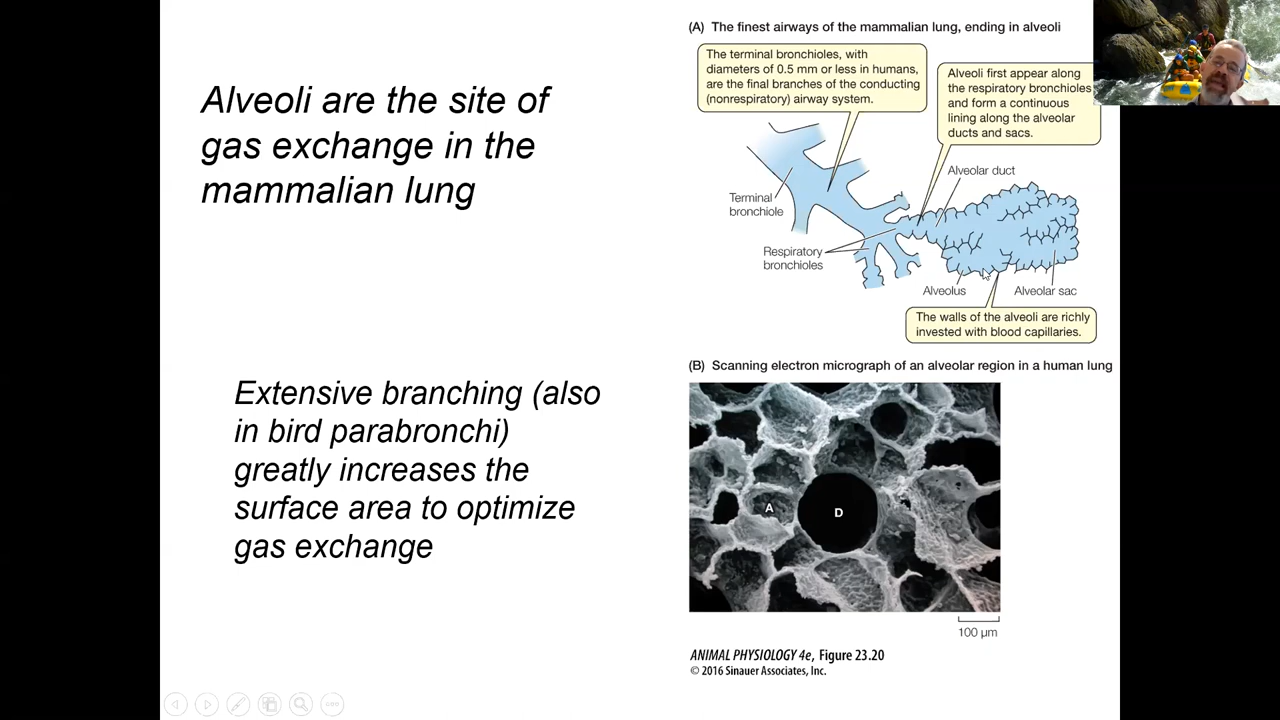 Alveoli are the site of
gas exchange in the
mammalian lung
Extensive branching (also
in bird parabronchi)
greatly increases the
surface area to optimize
gas exchange
(A) The finest airways of the mammalian lung, ending in alveoli
The terminal bronchioles, with
diameters of 0.5 mm or less in humans,
are the final branches of the conducting
(nonrespiratory) airway system.
Alveoli first appear along
the respiratory bronchioles
and form a continuous
lining along the alveolar
ducts and sacs.
Alveolar duct
Terminal
bronchiole
Respiratory
bronchioles
Alveolus
Alveolar sac
The walls of the alveoli are richly
invested with blood capillaries.
(B) Scanning electron micrograph of an alveolar region in a human lung
A
D
100 µm
ANIMAL PHYSIOLOGY 4e, Figure 23.20
© 2016 Sinauer Associates, Inc.